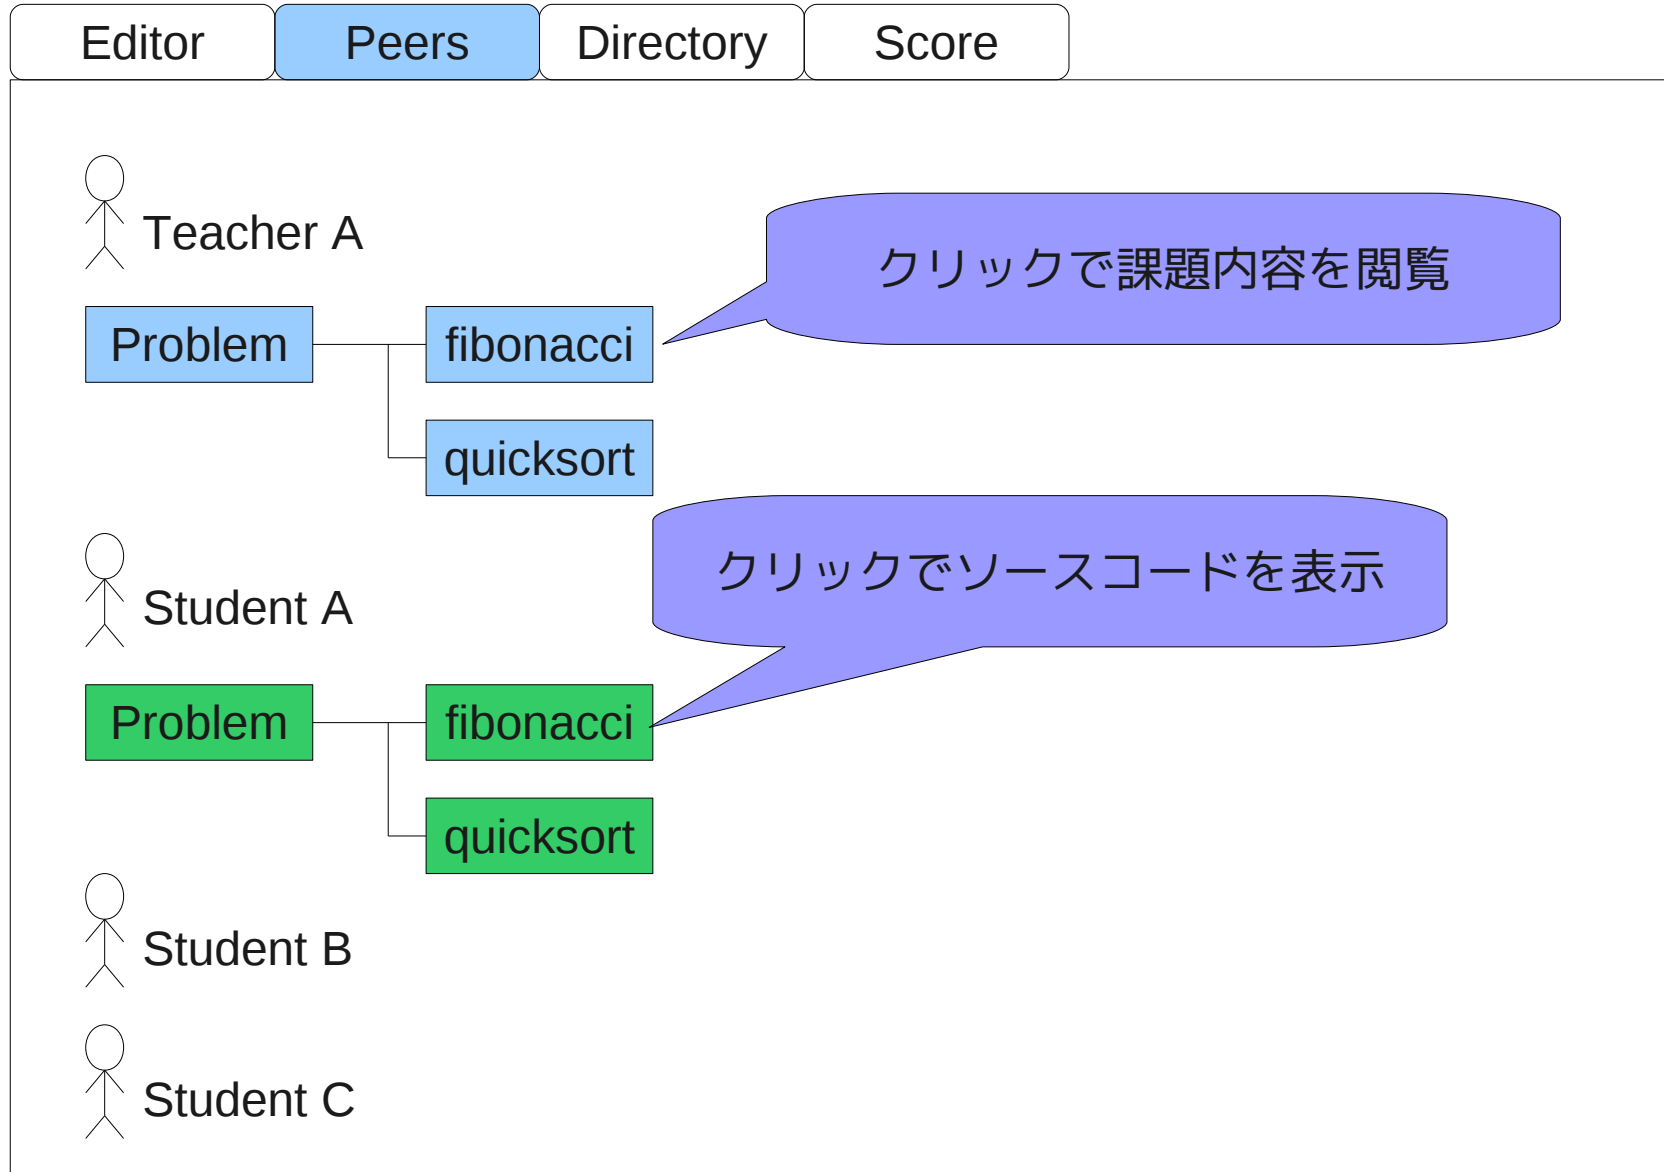 Editor Peers Directory Score
Teacher A
クリックで課題内容を閲覧
Problem fibonacci
quicksort
クリックでソースコードを表示
Student A
Problem fibonacci
quicksort
Student B
Student C